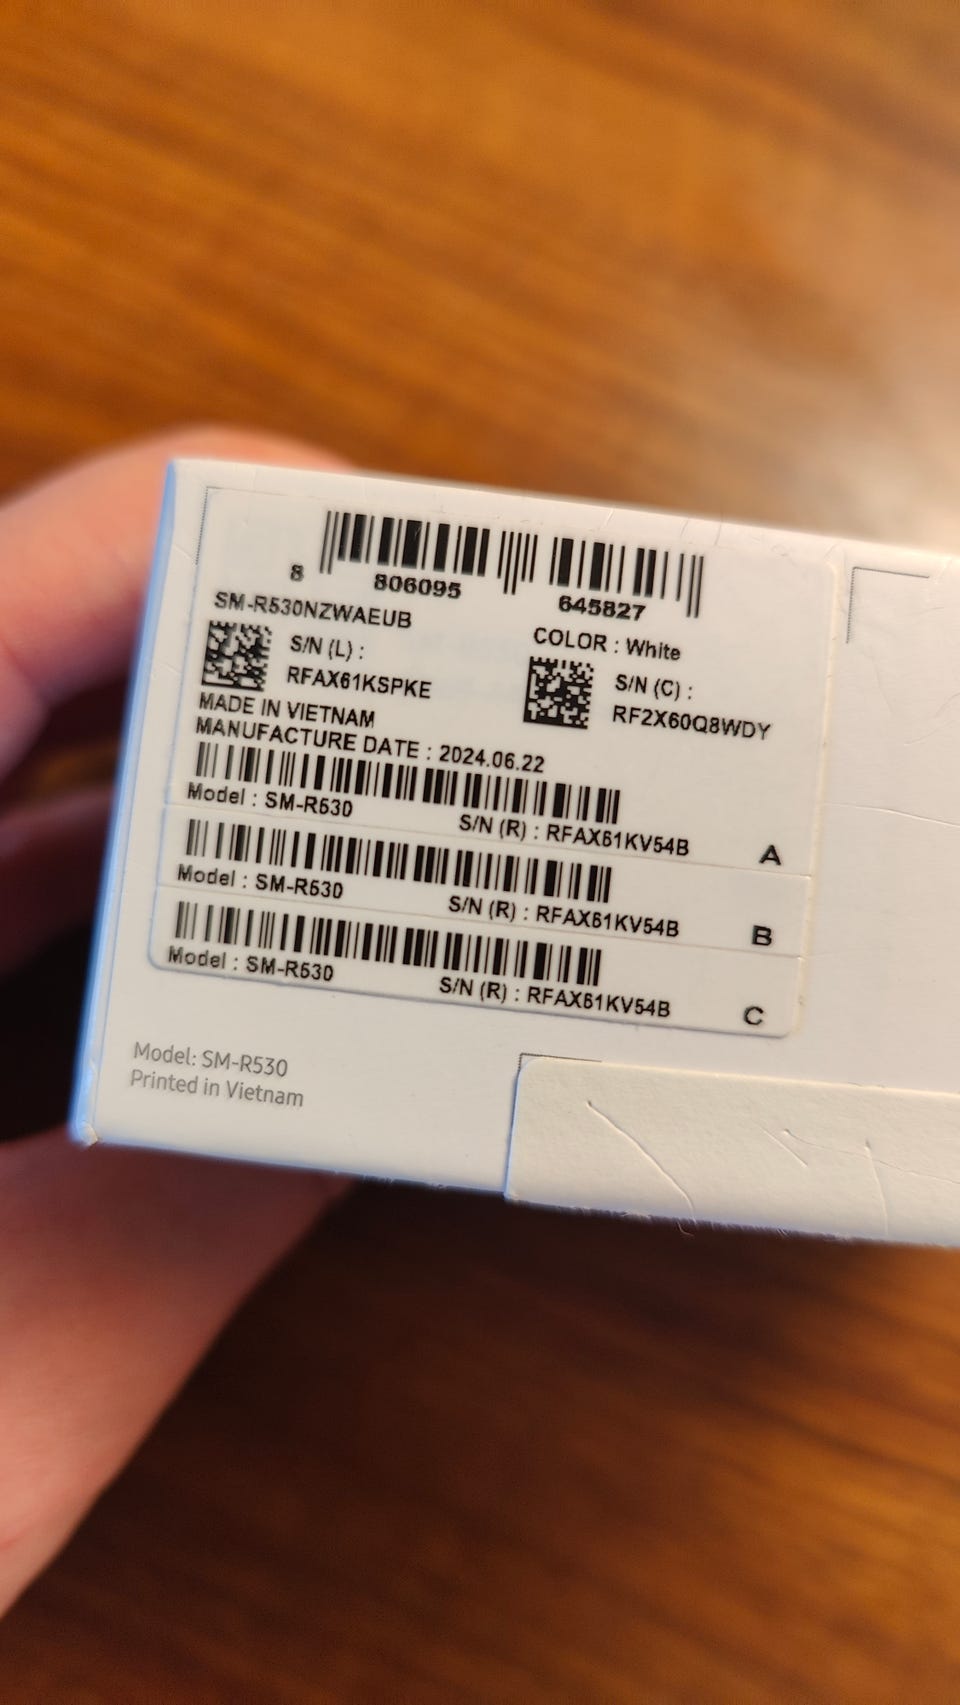 8 806095 645827
SM-R530NZWAEUB
COLOR : White
S/N (L) :
RFAX61KSPKE
S/N (C) :
RF2X60Q8WDY
MADE IN VIETNAM
MANUFACTURE DATE : 2024.06.22
Model : SM-R530 S/N (R) : RFAX61KV54B A
Model : SM-R530 S/N (R) : RFAX61KV54B B
Model : SM-R530 S/N (R) : RFAX61KV54B C
Model: SM-R530
Printed in Vietnam